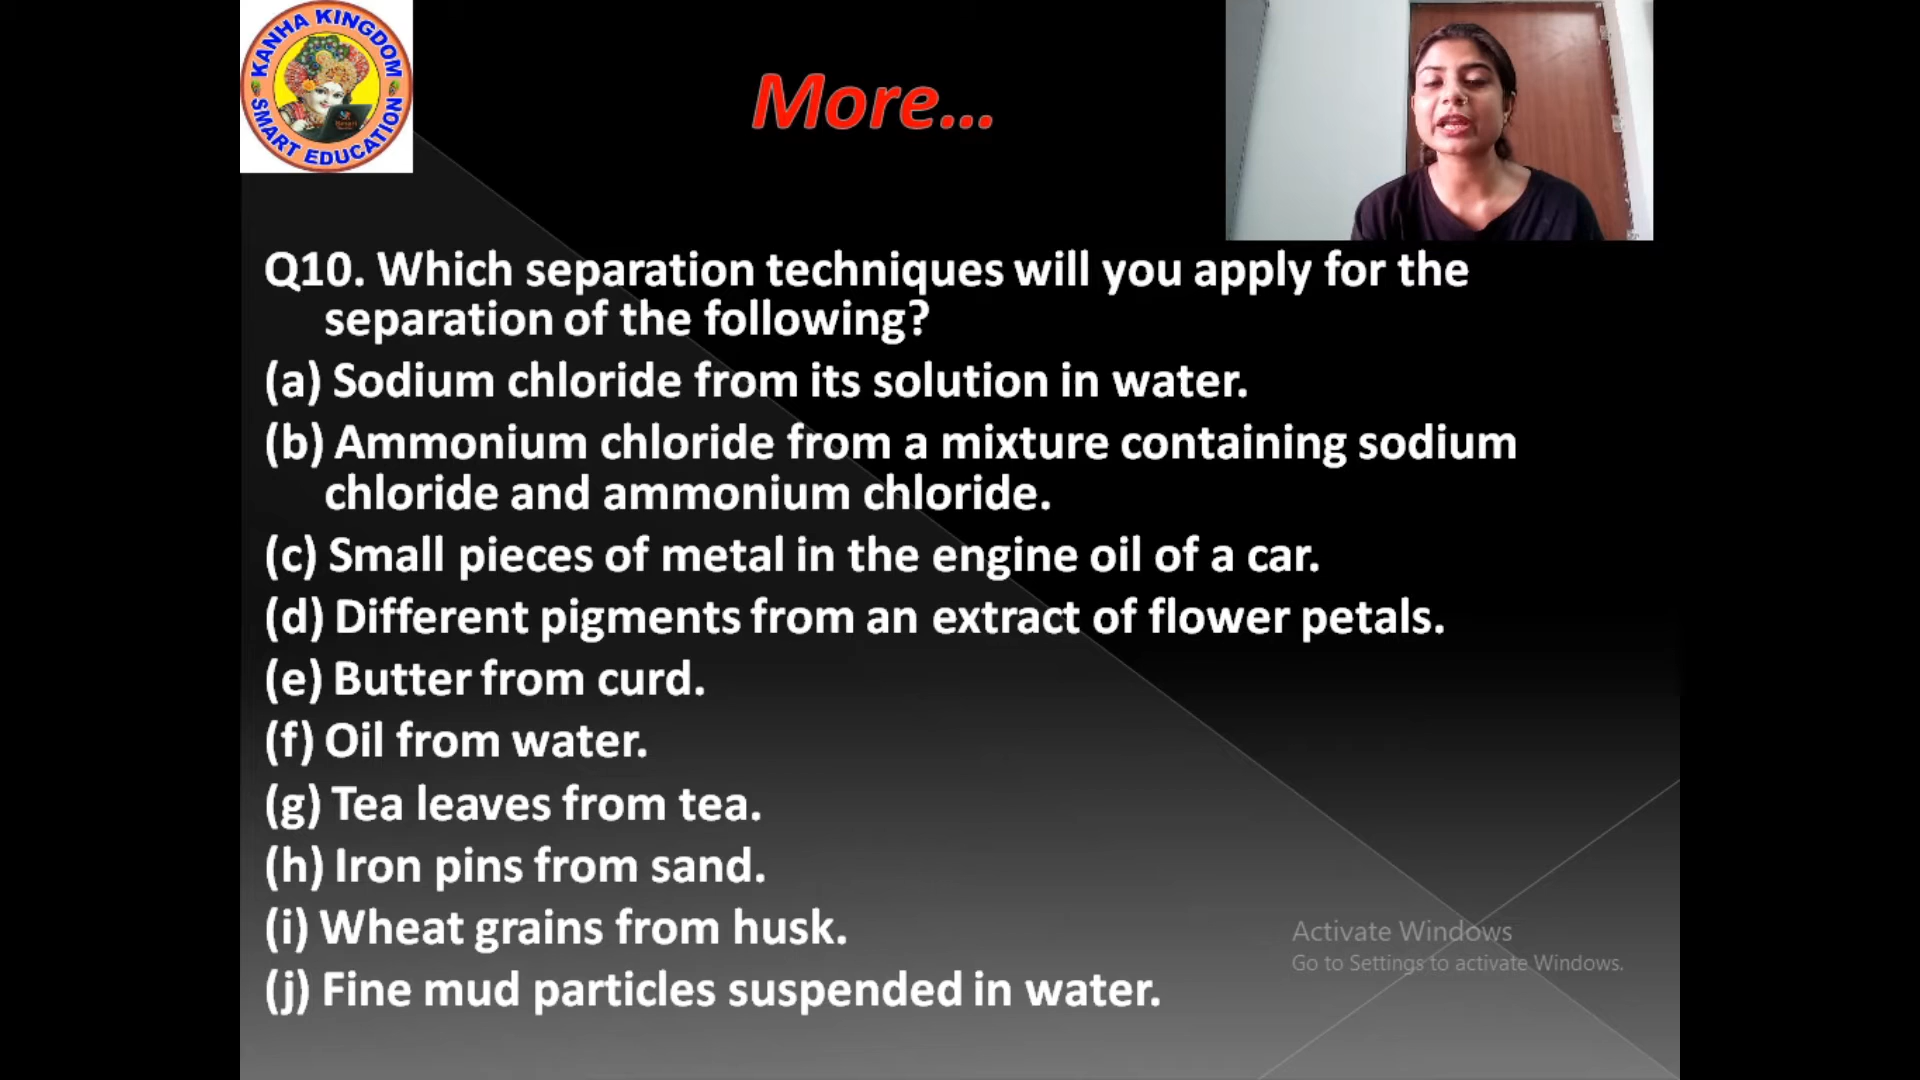 KANHA KINGDOM
SMART EDUCATION
More...
Q10. Which separation techniques will you apply for the
separation of the following?
(a) Sodium chloride from its solution in water.
(b) Ammonium chloride from a mixture containing sodium
chloride and ammonium chloride.
(c) Small pieces of metal in the engine oil of a car.
(d) Different pigments from an extract of flower petals.
(e) Butter from curd.
(f) Oil from water.
(g) Tea leaves from tea.
(h) Iron pins from sand.
(i) Wheat grains from husk.
(j) Fine mud particles suspended in water.
Activate Windows
Go to Settings to activate Windows.